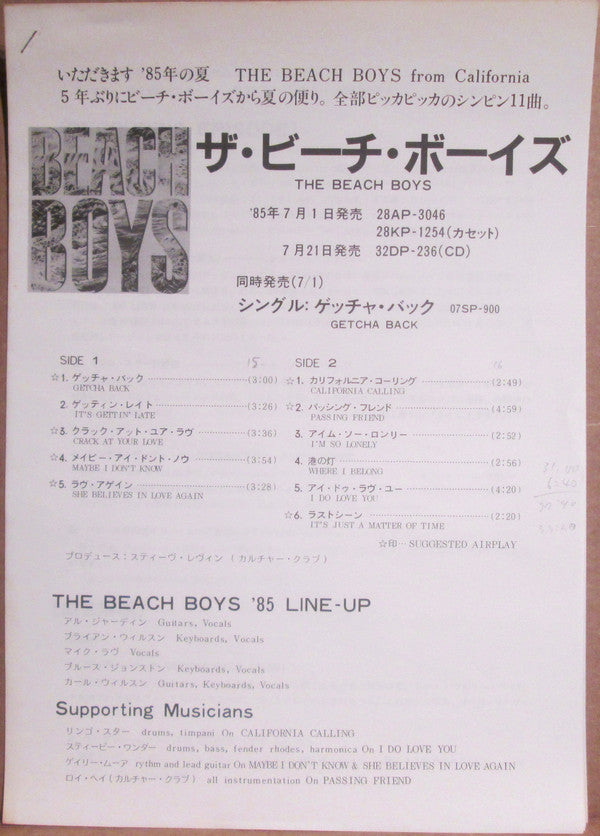 いただきます '85年の夏 THE BEACH BOYS from California
5年ぶりにビーチ・ボーイズから夏の便り。全部ピッカピッカのシンピン11曲。
BEACH
BOYS
ザ・ビーチ・ボーイズ
THE BEACH BOYS
'85年7月1日発売 28AP-3046
28KP-1254(カセット)
7月21日発売 32DP-236(CD)
同時発売(7/1)
シングル: ゲッチャ・バック 07SP-900
GETCHA BACK
SIDE 1 15
☆1. ゲッチャ・バック ……(3:00)
GETCHA BACK
2. ゲッティン・レイト ……(3:26)
IT'S GETTIN' LATE
☆3. クラック・アット・ユア・ラヴ ……(3:36)
CRACK AT YOUR LOVE
☆4. メイビー・アイ・ドント・ノウ ……(3:54)
MAYBE I DON'T KNOW
☆5. ラヴ・アゲイン ……(3:28)
SHE BELIEVES IN LOVE AGAIN
SIDE 2 16
☆1. カリフォルニア・コーリング ……(2:49)
CALIFORNIA CALLING
☆2. パッシング・フレンド ……(4:59)
PASSING FRIEND
3. アイム・ソー・ロンリー ……(2:52)
I'M SO LONELY
4. 港の灯 ……(2:56)
WHERE I BELONG
5. アイ・ドゥ・ラヴ・ユー ……(4:20)
I DO LOVE YOU
☆6. ラストシーン ……(2:20)
IT'S JUST A MATTER OF TIME
☆印…SUGGESTED AIRPLAY
プロデュース：スティーヴ・レヴィン (カルチャー・クラブ)
THE BEACH BOYS '85 LINE-UP
アル・ジャーディン Guitars, Vocals
ブライアン・ウィルスン Keyboards, Vocals
マイク・ラヴ Vocals
ブルース・ジョンストン Keyboards, Vocals
カール・ウィルスン Guitars, Keyboards, Vocals
Supporting Musicians
リンゴ・スター drums, timpani On CALIFORNIA CALLING
スティービー・ワンダー drums, bass, fender rhodes, harmonica On I DO LOVE YOU
ゲイリー・ムーア rythm and lead guitar On MAYBE I DON'T KNOW & SHE BELIEVES IN LOVE AGAIN
ロイ・ヘイ(カルチャー・クラブ) all instrumentation On PASSING FRIEND